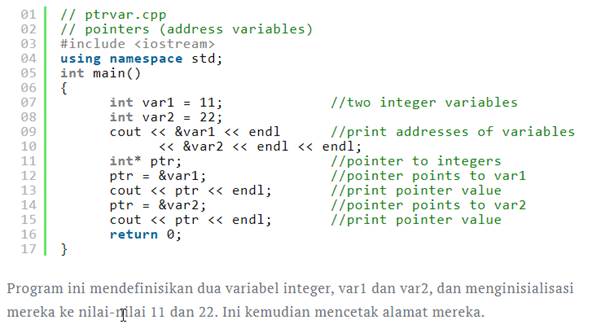 01 // ptrvar.cpp
02 // pointers (address variables)
03 #include <iostream>
04 using namespace std;
05 int main()
06 {
07 int var1 = 11; //two integer variables
08 int var2 = 22;
09 cout << &var1 << endl //print addresses of variables
10 << &var2 << endl << endl;
11 int* ptr; //pointer to integers
12 ptr = &var1; //pointer points to var1
13 cout << ptr << endl; //print pointer value
14 ptr = &var2; //pointer points to var2
15 cout << ptr << endl; //print pointer value
16 return 0;
17 }
Program ini mendefinisikan dua variabel integer, var1 dan var2, dan menginisialisasi
mereka ke nilai-nilai 11 dan 22. Ini kemudian mencetak alamat mereka.